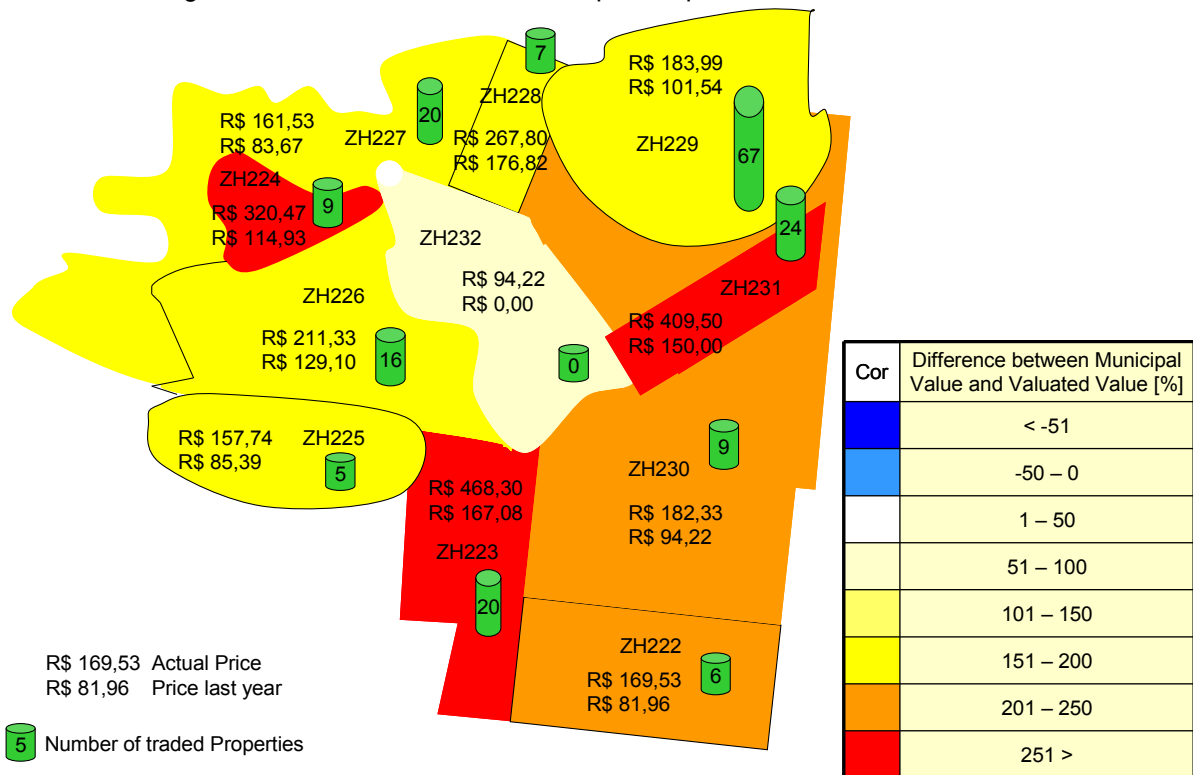 7
R$ 183,99
R$ 101,54
ZH228
20
R$ 161,53
R$ 83,67
ZH227
R$ 267,80
R$ 176,82
ZH229
67
ZH224
9
R$ 320,47
R$ 114,93
24
ZH232
R$ 94,22
R$ 0,00
ZH231
ZH226
R$ 409,50
R$ 150,00
R$ 211,33
R$ 129,10
16
0
R$ 157,74
R$ 85,39
ZH225
5
9
ZH230
R$ 468,30
R$ 167,08
R$ 182,33
R$ 94,22
ZH223
20
ZH222
R$ 169,53
R$ 81,96
6
R$ 169,53 Actual Price
R$ 81,96 Price last year
5 Number of traded Properties
Cor
Difference between Municipal
Value and Valuated Value [%]
< -51
-50 – 0
1 – 50
51 – 100
101 – 150
151 – 200
201 – 250
251 >